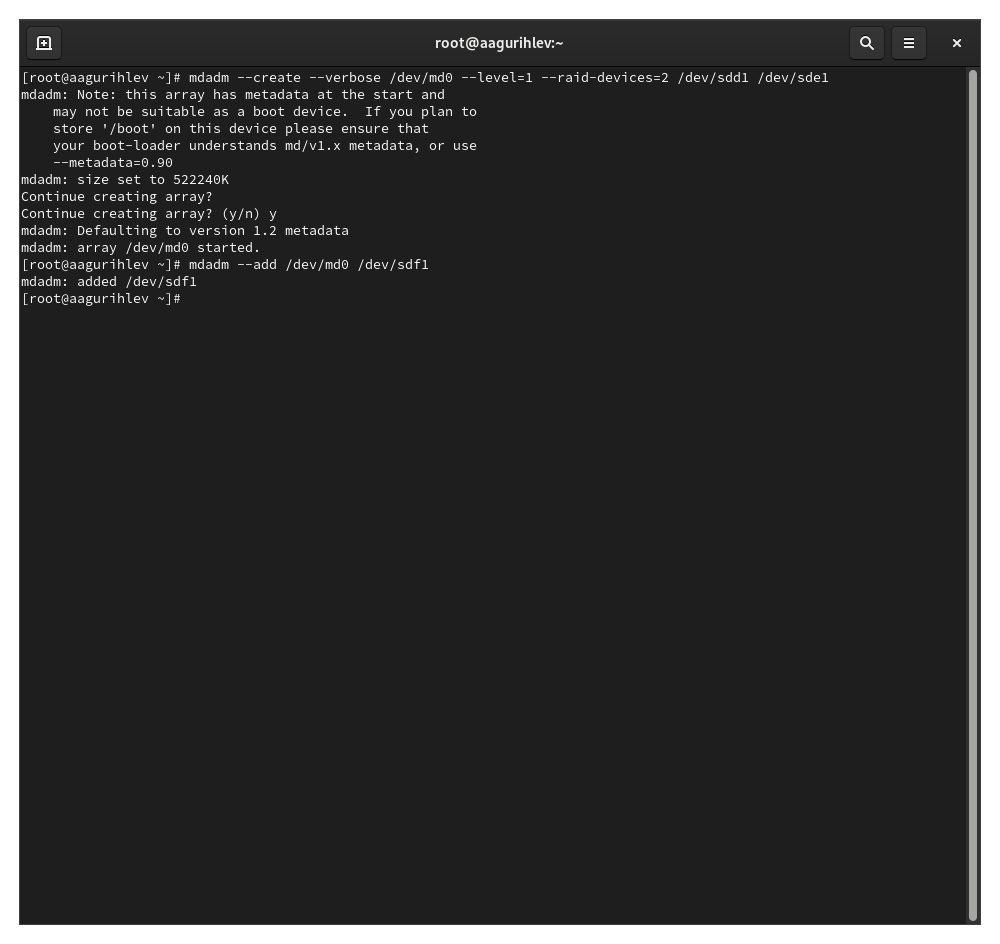 root@aagurihlev:~
[root@aagurihlev ~]# mdadm --create --verbose /dev/md0 --level=1 --raid-devices=2 /dev/sdd1 /dev/sde1
mdadm: Note: this array has metadata at the start and
    may not be suitable as a boot device.  If you plan to
    store '/boot' on this device please ensure that
    your boot-loader understands md/v1.x metadata, or use
    --metadata=0.90
mdadm: size set to 522240K
Continue creating array?
Continue creating array? (y/n) y
mdadm: Defaulting to version 1.2 metadata
mdadm: array /dev/md0 started.
[root@aagurihlev ~]# mdadm --add /dev/md0 /dev/sdf1
mdadm: added /dev/sdf1
[root@aagurihlev ~]#